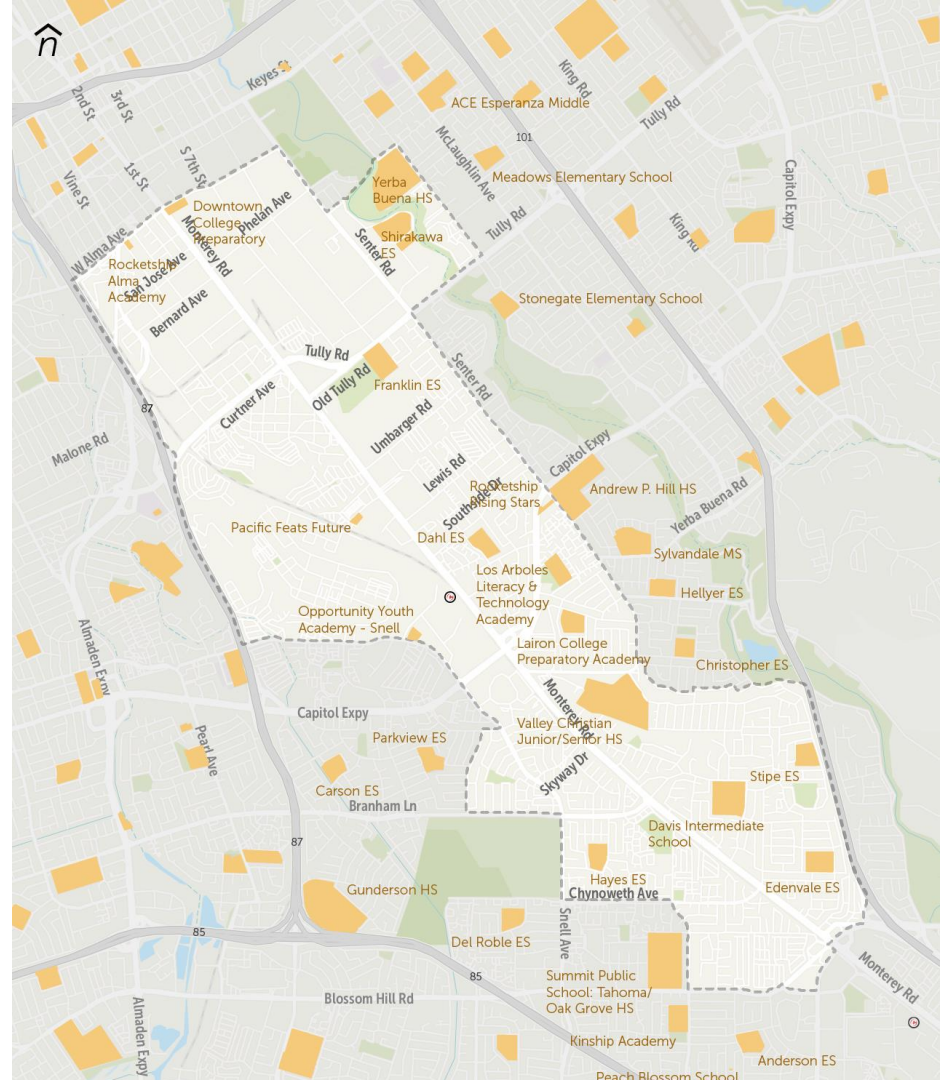 n
Keyes St
2nd St
3rd St
King Rd
ACE Esperanza Middle
Tully Rd
101
McLaughlin Ave
S 7th St
1st St
Vine St
Meadows Elementary School
Capitol Expy
Yerba
Buena HS
Downtown
College
Preparatory
Phelan Ave
Monterey Rd
Tully Rd
King Rd
Shirakawa
ES
Senter Rd
W Alma Ave
Rocketship
Alma
Academy
San Jose Ave
Bernard Ave
Stonegate Elementary School
Tully Rd
Old Tully Rd
Franklin ES
Senter Rd
Curtner Ave
87
Malone Rd
Umbarger Rd
Capitol Expy
Lewis Rd
Rocketship
Rising Stars
Southside Dr
Andrew P. Hill HS
Yerba Buena Rd
Pacific Feats Future
Dahl ES
Sylvandale MS
Los Arboles
Literacy &
Technology
Academy
Hellyer ES
Opportunity Youth
Academy - Snell
Lairon College
Preparatory Academy
Christopher ES
Almaden Expy
Monterey Rd
Capitol Expy
Valley Christian
Junior/Senior HS
Parkview ES
Pearl Ave
Skyway Dr
Stipe ES
Carson ES
Branham Ln
Davis Intermediate
School
87
Hayes ES
Chynoweth Ave
Edenvale ES
Gunderson HS
Snell Ave
85
Del Roble ES
85
Monterey Rd
Summit Public
School: Tahoma/
Oak Grove HS
Blossom Hill Rd
Almaden Expy
Kinship Academy
Anderson ES
Peach Blossom School